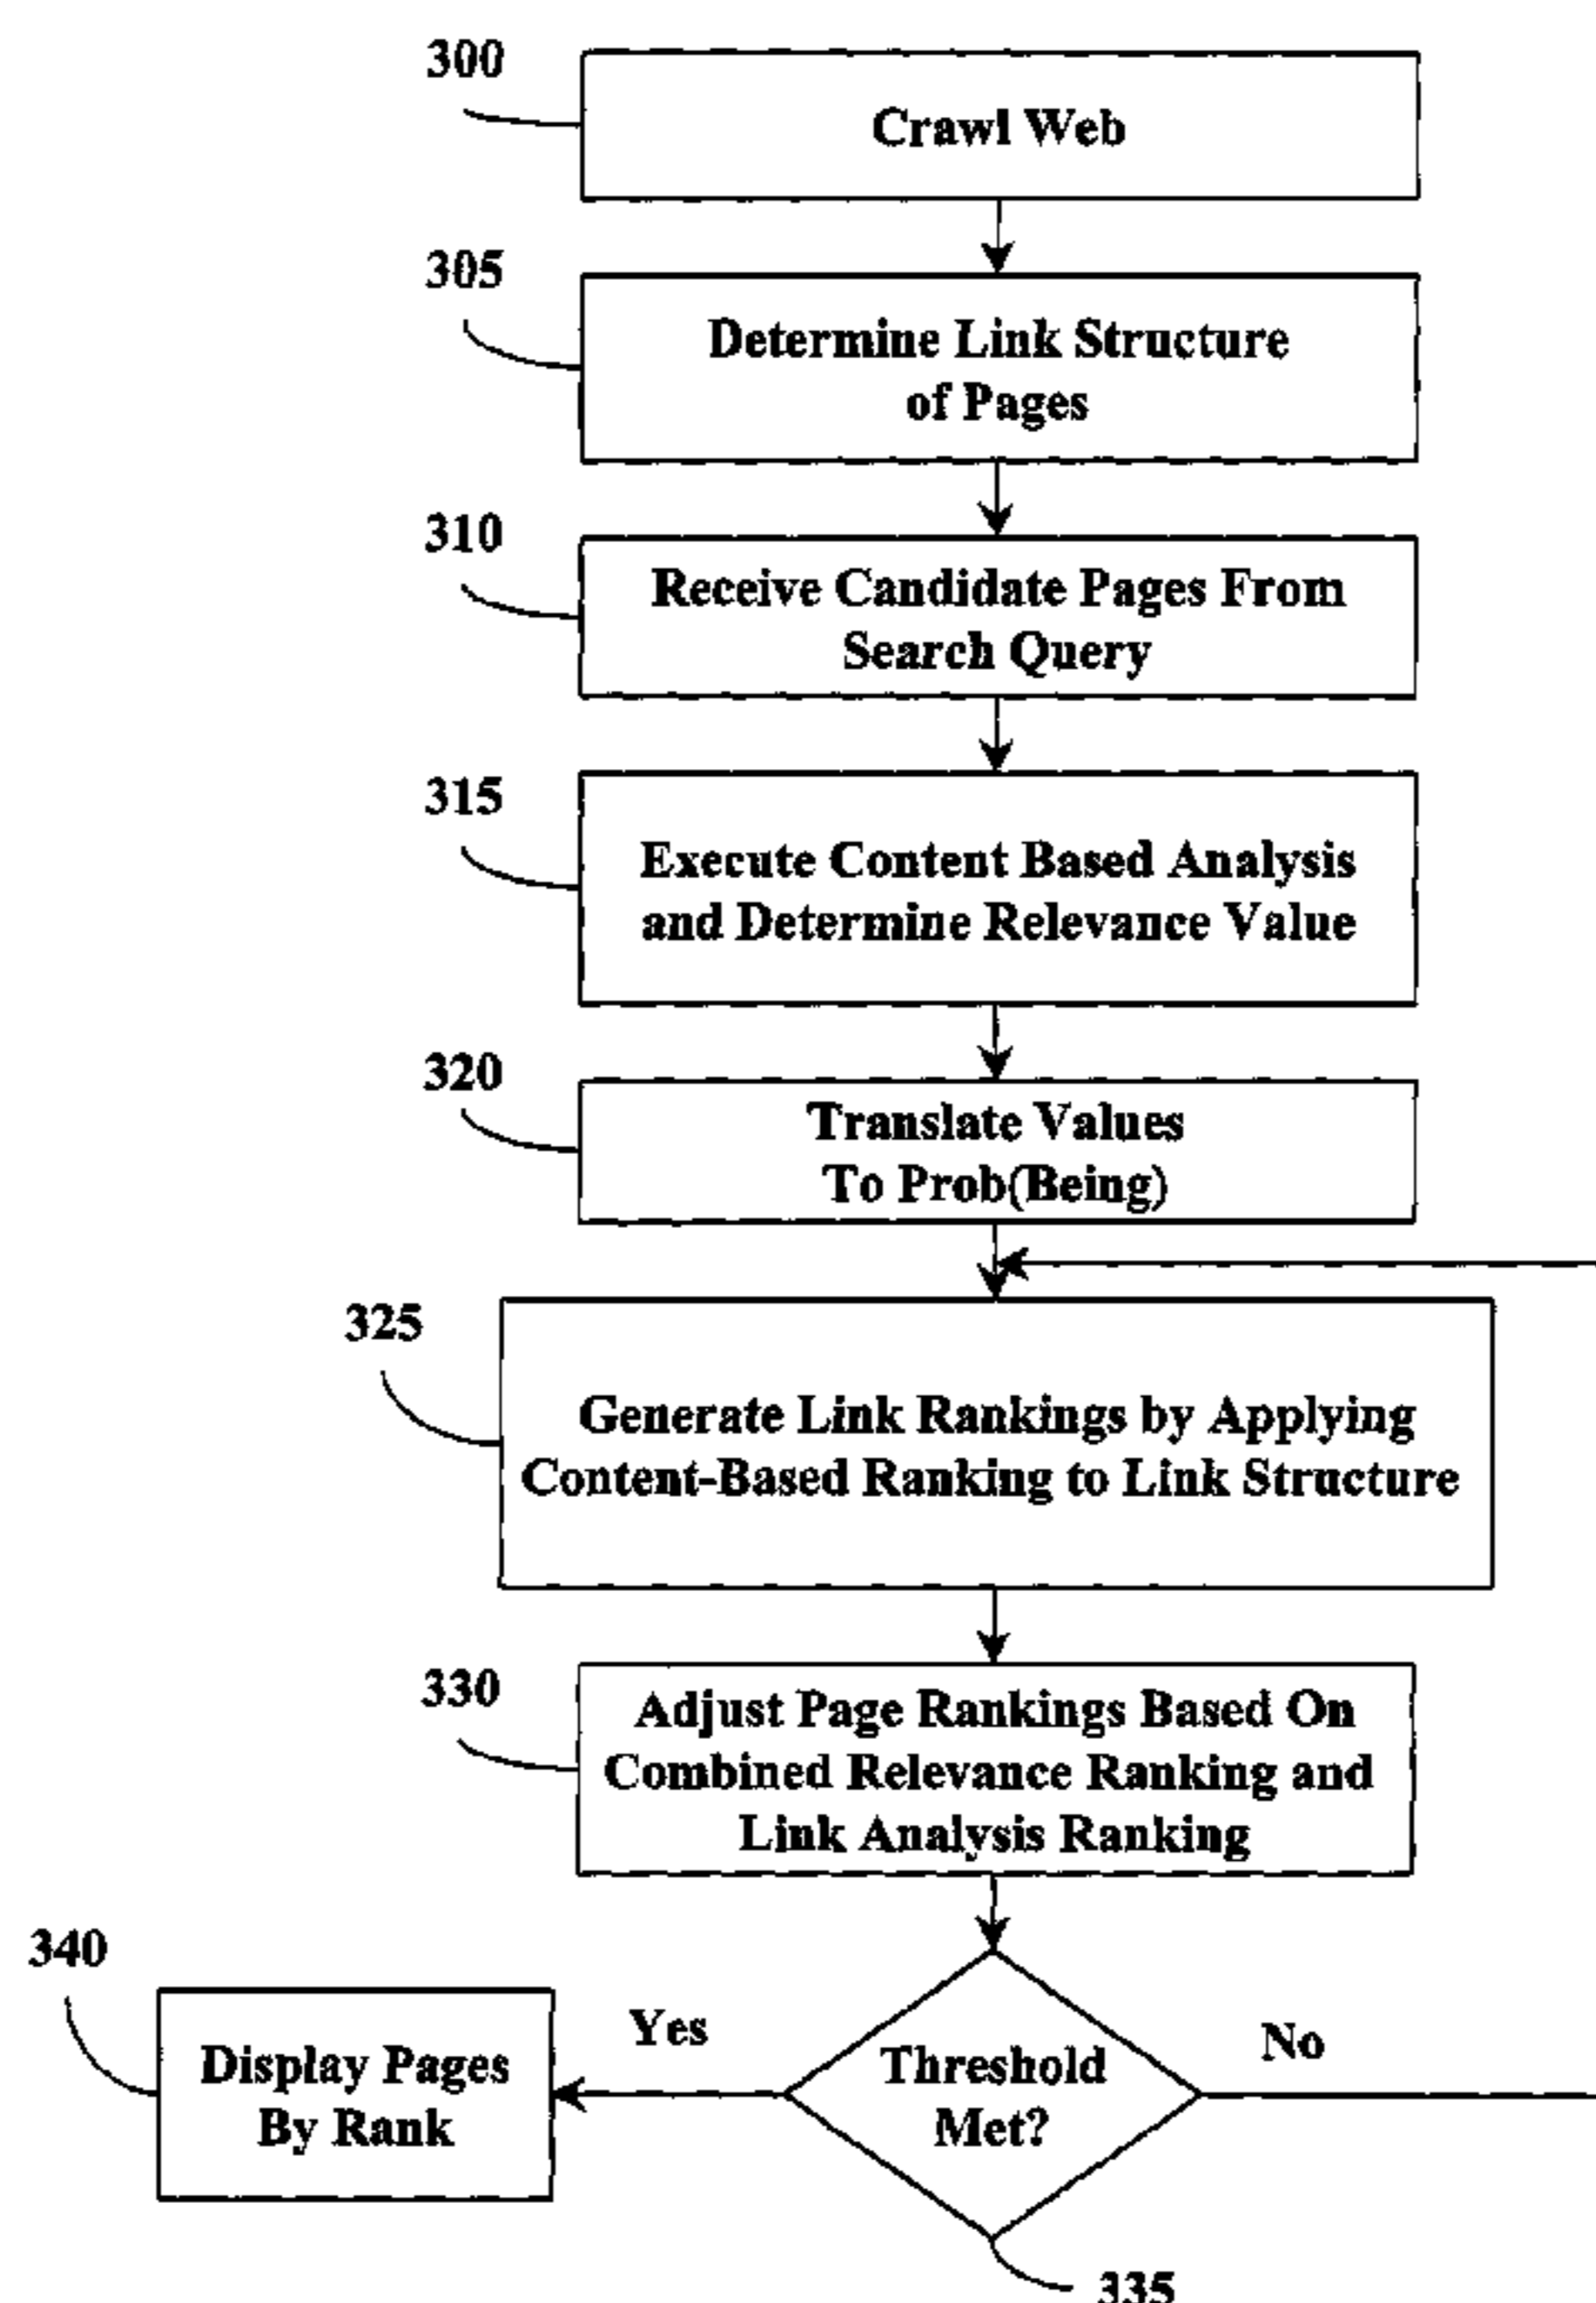 300
Crawl Web
305
Determine Link Structure
of Pages
310
Receive Candidate Pages From
Search Query
315
Execute Content Based Analysis
and Determine Relevance Value
320
Translate Values
To Prob(Being)
325
Generate Link Rankings by Applying
Content-Based Ranking to Link Structure
330
Adjust Page Rankings Based On
Combined Relevance Ranking and
Link Analysis Ranking
340
Display Pages
By Rank
Yes
Threshold
Met?
No
335